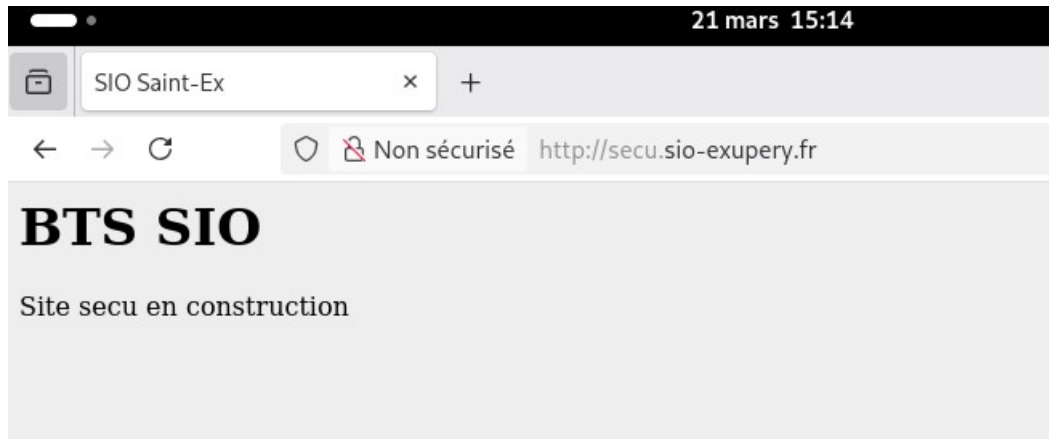 21 mars 15:14
SIO Saint-Ex
Non sécurisé http://secu.sio-exupery.fr
BTS SIO
Site secu en construction